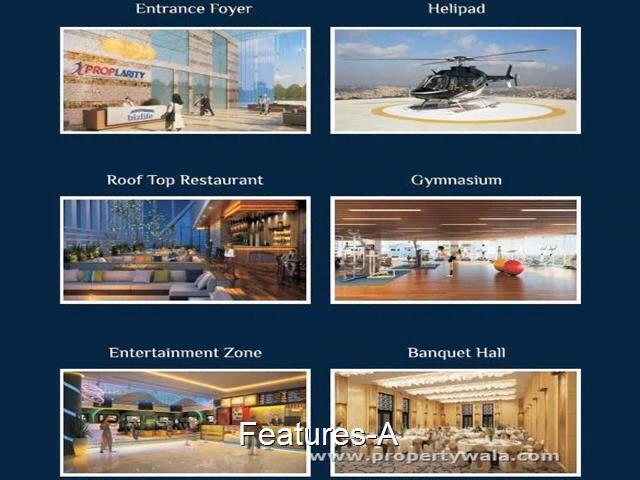 Entrance Foyer
Helipad
PROPLARITY
bizlife
Roof Top Restaurant
Gymnasium
Entertainment Zone
Banquet Hall
Features-A
www.propertywala.com